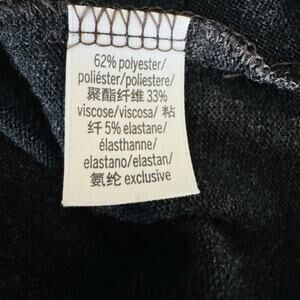 62% polyester/
poliéster/poliestere/
聚酯纤维 33%
viscose/viscosa/ 粘
纤 5% elastane/
élasthanne/
elastano/elastan/
氨纶 exclusive